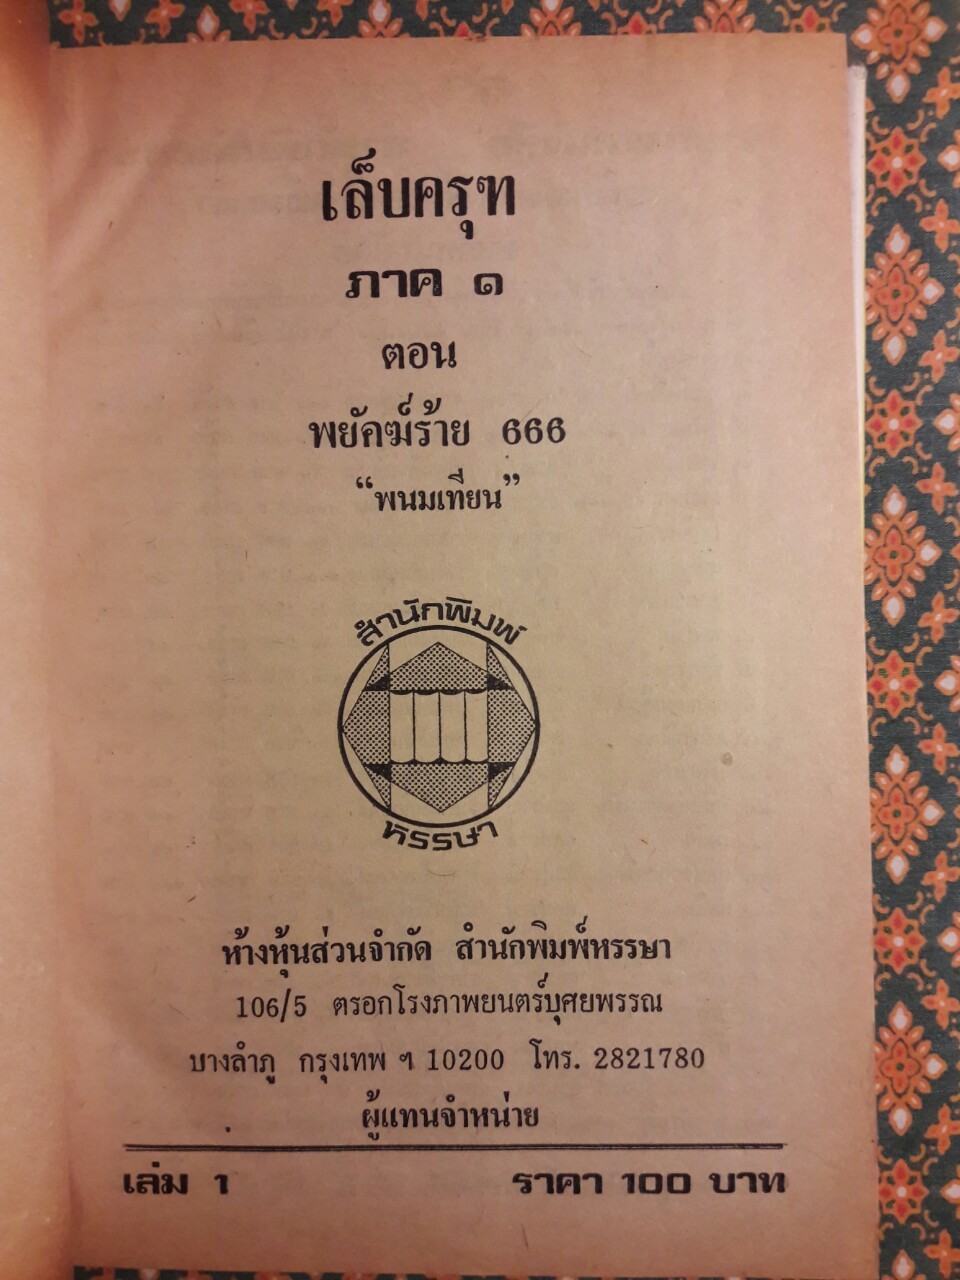 เล็บครุฑ
ภาค ๑
ตอน
พยัคฆ์ร้าย 666
“พนมเทียน”
สำนักพิมพ์
หรรษา
ห้างหุ้นส่วนจำกัด สำนักพิมพ์หรรษา
106/5 ตรอกโรงภาพยนตร์บุศยพรรณ
บางลำภู กรุงเทพ ฯ 10200 โทร. 2821780
ผู้แทนจำหน่าย
เล่ม 1 ราคา 100 บาท